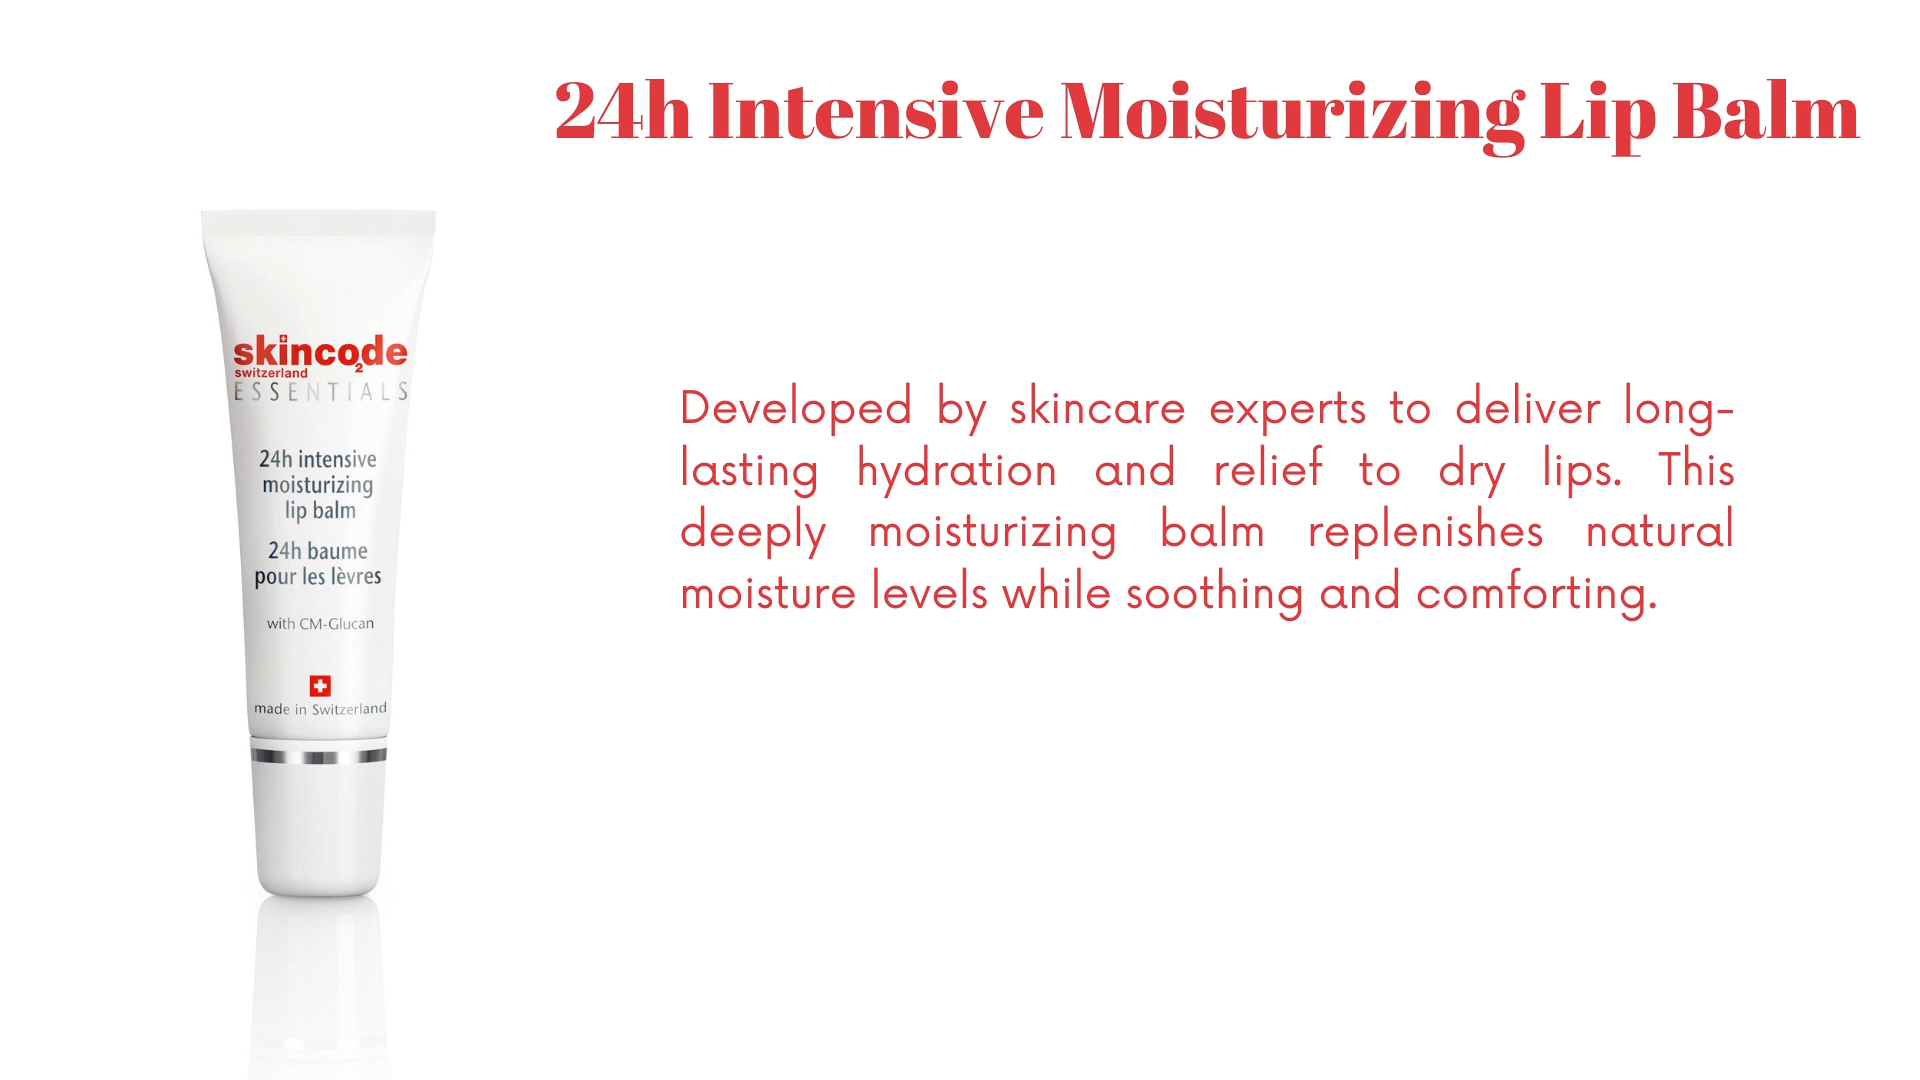 24h Intensive Moisturizing Lip Balm
skinco2de
switzerland
ESSENTIALS
24h intensive
moisturizing
lip balm
24h baume
pour les lèvres
with CM-Glucan
made in Switzerland
Developed by skincare experts to deliver long-
lasting hydration and relief to dry lips. This
deeply moisturizing balm replenishes natural
moisture levels while soothing and comforting.